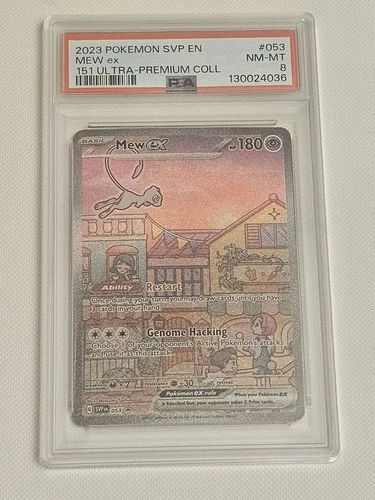 2023 POKEMON SVP EN #053
MEW ex NM-MT
151 ULTRA-PREMIUM COLL 8
PSA 130024036
BASIC Mew ex HP 180
Ability Restart
Once during your turn, you may draw cards until you have
3 cards in your hand.
Genome Hacking
Choose 1 of your opponent's Active Pokémon's attacks
and use it as this attack.
weakness ×2 resistance -30 retreat
Pokémon ex rule When your Pokémon ex
is Knocked Out, your opponent takes 2 Prize cards.
G SVP EN 053